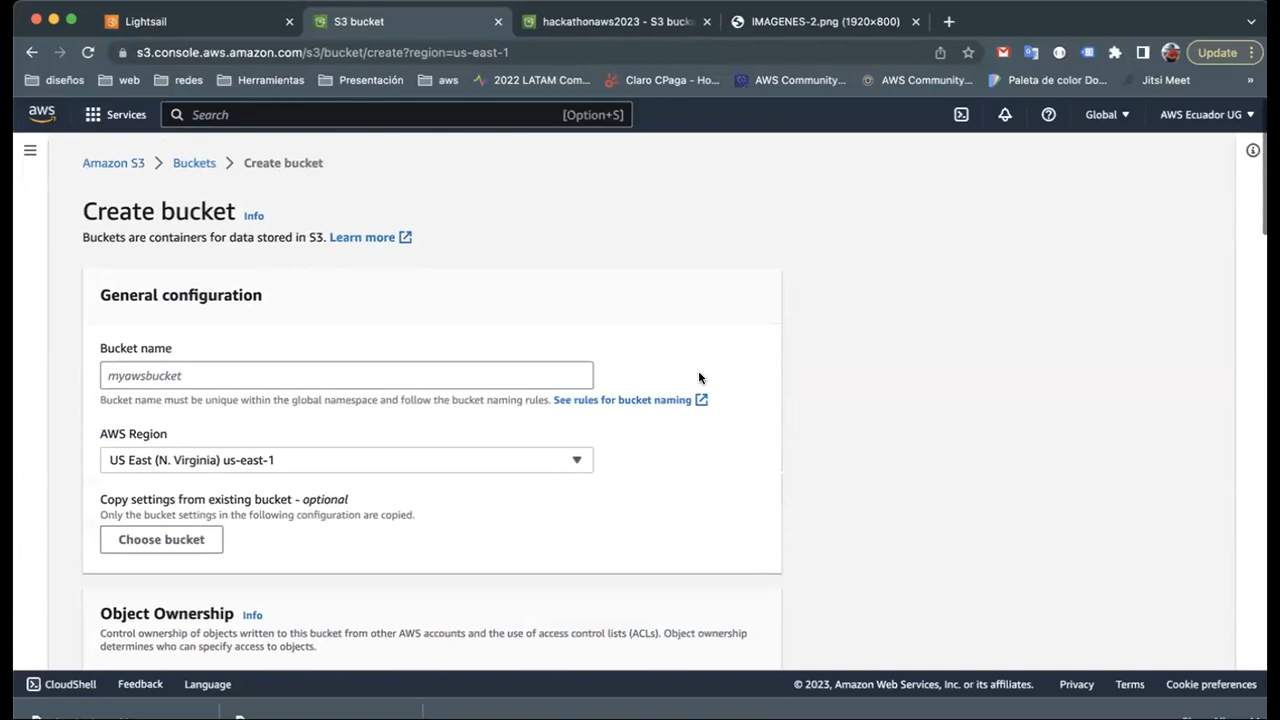 Lightsail
S3 bucket
hackathonaws2023 - S3 buck
IMAGENES-2.png (1920×800)
s3.console.aws.amazon.com/s3/bucket/create?region=us-east-1
Update
diseños
web
redes
Herramientas
Presentación
aws
2022 LATAM Com...
Claro CPaga - Ho...
AWS Community...
AWS Community...
Paleta de color Do...
Jitsi Meet
»
aws
Services
Search
[Option+S]
Global
AWS Ecuador UG
Amazon S3 > Buckets > Create bucket
Create bucket Info
Buckets are containers for data stored in S3. Learn more
General configuration
Bucket name
myawsbucket
Bucket name must be unique within the global namespace and follow the bucket naming rules. See rules for bucket naming
AWS Region
US East (N. Virginia) us-east-1
Copy settings from existing bucket - optional
Only the bucket settings in the following configuration are copied.
Choose bucket
Object Ownership Info
Control ownership of objects written to this bucket from other AWS accounts and the use of access control lists (ACLs). Object ownership
determines who can specify access to objects.
CloudShell
Feedback
Language
© 2023, Amazon Web Services, Inc. or its affiliates.
Privacy
Terms
Cookie preferences